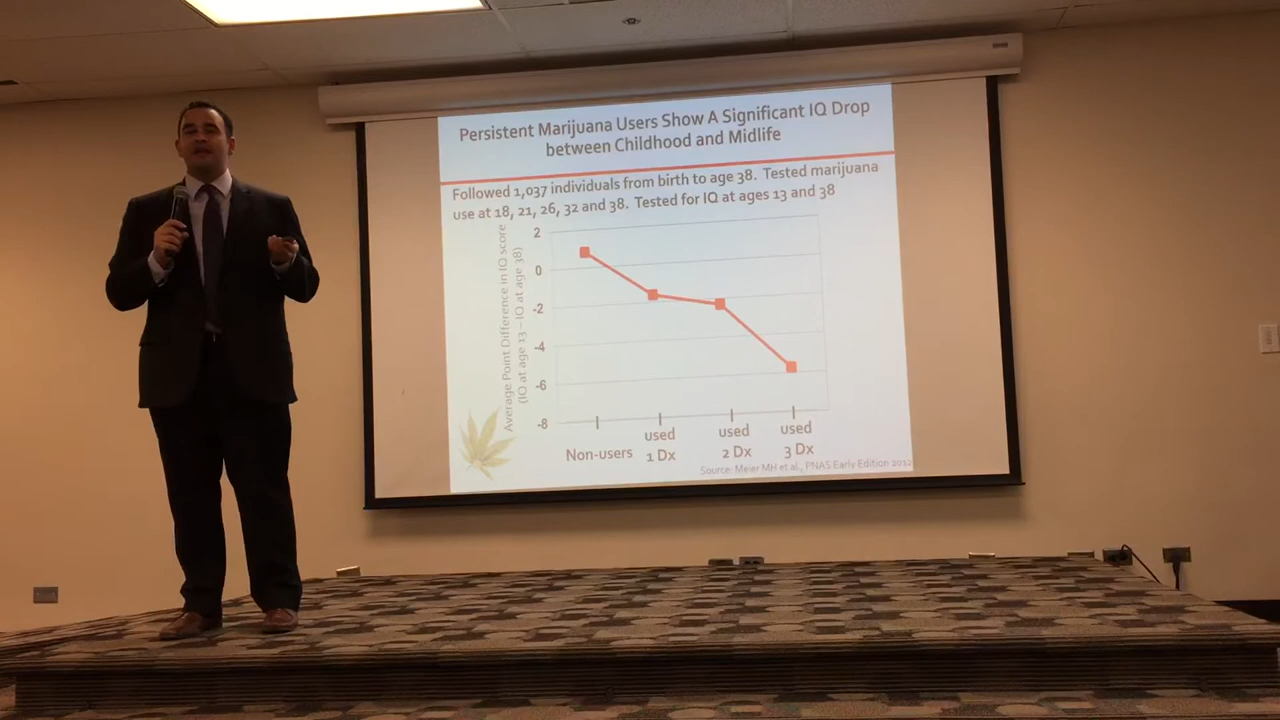 Persistent Marijuana Users Show A Significant IQ Drop
between Childhood and Midlife
Followed 1,037 individuals from birth to age 38. Tested marijuana
use at 18, 21, 26, 32 and 38. Tested for IQ at ages 13 and 38
Average Point Difference in IQ score
(IQ at age 13 – IQ at age 38)
2
0
-2
-4
-6
-8
Non-users
used
1 Dx
used
2 Dx
used
3 Dx
Source: Meier MH et al., PNAS Early Edition 2012